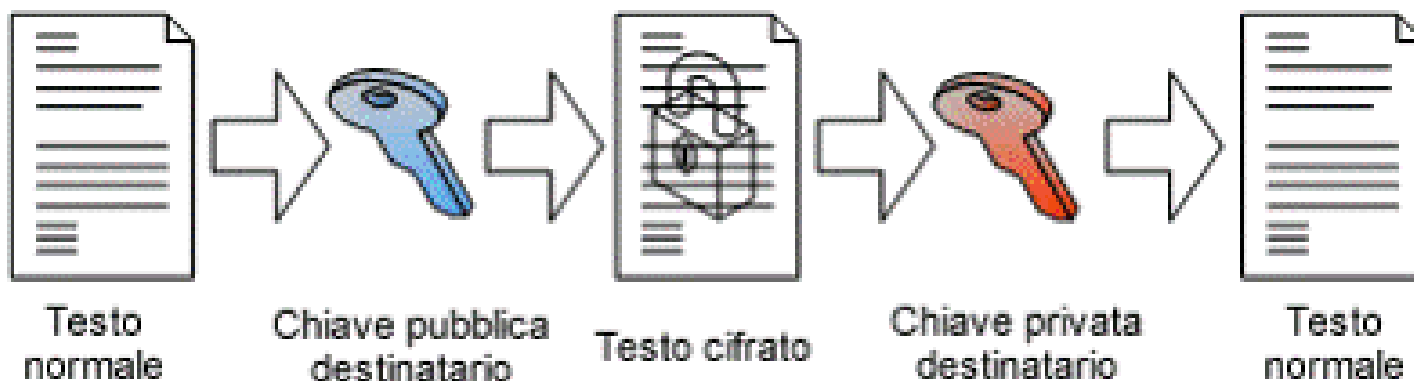 Testo
normale
Chiave pubblica
destinatario
Testo cifrato
Chiave privata
destinatario
Testo
normale